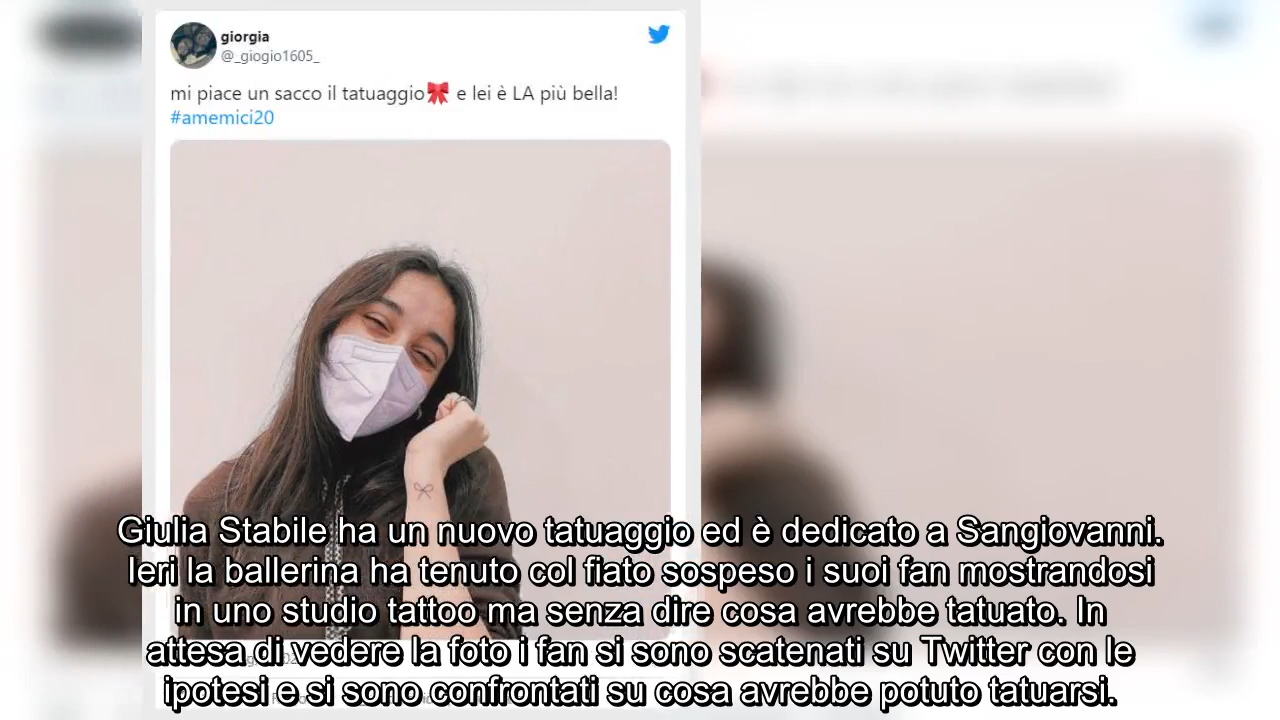 giorgia
@_giogio1605_
mi piace un sacco il tatuaggio🎀 e lei è LA più bella!
#amemici20
Giulia Stabile ha un nuovo tatuaggio ed è dedicato a Sangiovanni.
Ieri la ballerina ha tenuto col fiato sospeso i suoi fan mostrandosi
in uno studio tattoo ma senza dire cosa avrebbe tatuato. In
attesa di vedere la foto i fan si sono scatenati su Twitter con le
ipotesi e si sono confrontati su cosa avrebbe potuto tatuarsi.